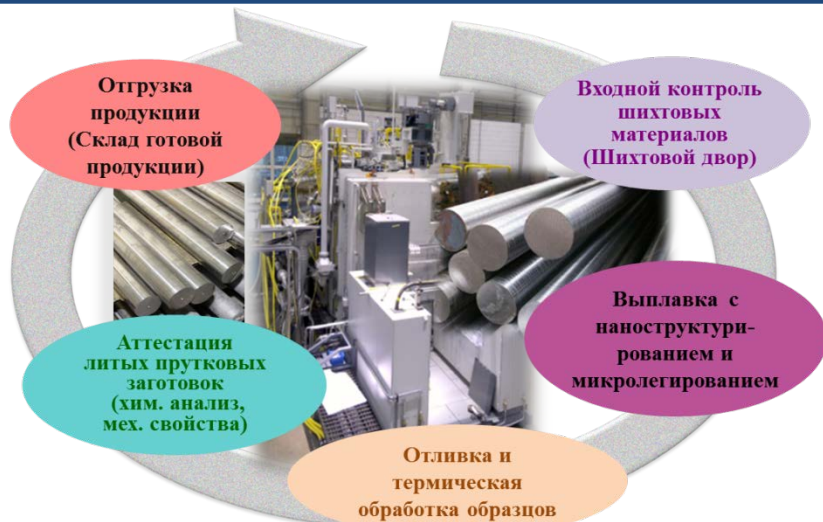 Отгрузка
продукции
(Склад готовой
продукции)
Входной контроль
шихтовых
материалов
(Шихтовой двор)
Выплавка с
наноструктури-
рованием и
микролегированием
Аттестация
литых прутковых
заготовок
(хим. анализ,
мех. свойства)
Отливка и
термическая
обработка образцов